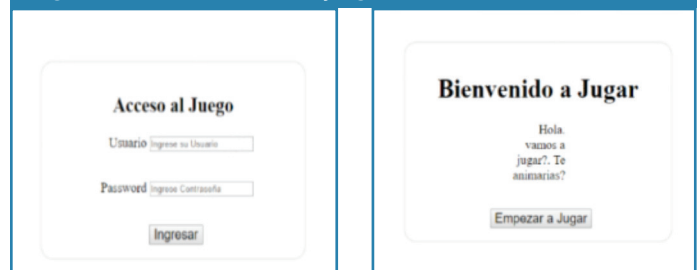 Acceso al Juego
Usuario Ingrese su Usuario
Password Ingrese Contraseña
Ingresar
Bienvenido a Jugar
Hola.
vamos a
jugar?. Te
animarias?
Empezar a Jugar